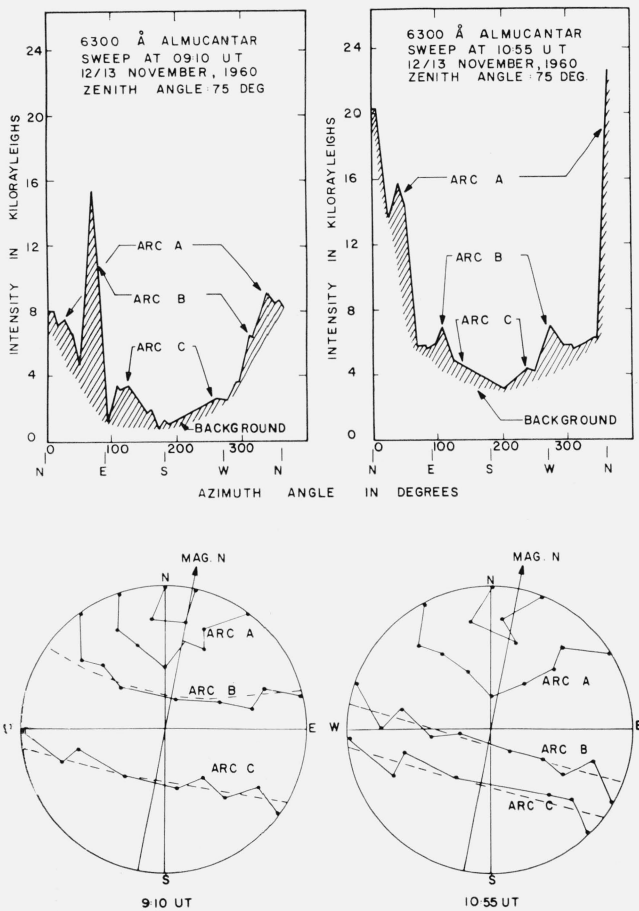 24
20
16
12
8
4
0
INTENSITY IN KILORAYLEIGHS
6300 Å ALMUCANTAR
SWEEP AT 09:10 UT
12/13 NOVEMBER, 1960
ZENITH ANGLE: 75 DEG
ARC A
ARC B
ARC C
BACKGROUND
0 100 200 300
N E S W N
24
20
16
12
8
4
0
INTENSITY IN KILORAYLEIGHS
6300 Å ALMUCANTAR
SWEEP AT 10:55 UT
12/13 NOVEMBER, 1960
ZENITH ANGLE: 75 DEG.
ARC A
ARC B
ARC C
BACKGROUND
0 100 200 300
N E S W N
AZIMUTH ANGLE IN DEGREES
MAG. N
N
ARC A
ARC B
E
ARC C
S
9:10 UT
MAG. N
N
ARC A
W
E
ARC B
ARC C
S
10:55 UT